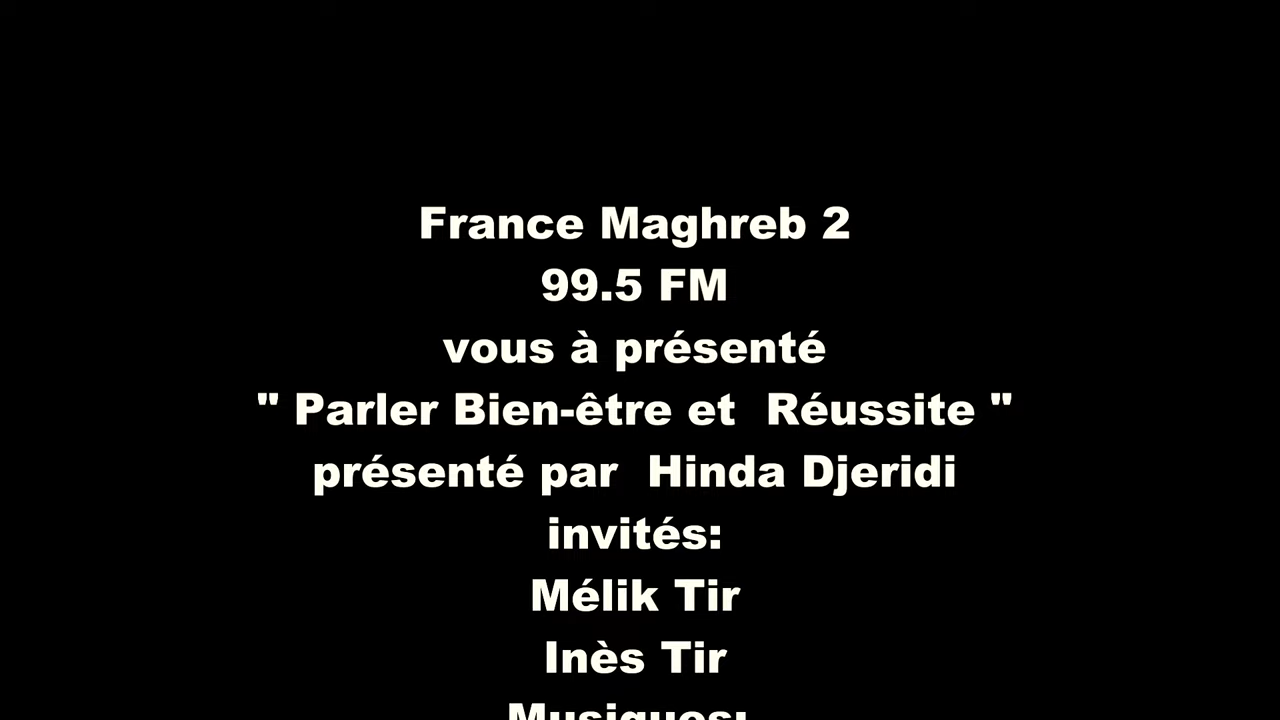 France Maghreb 2
99.5 FM
vous à présenté
" Parler Bien-être et  Réussite "
présenté par  Hinda Djeridi
invités:
Mélik Tir
Inès Tir
Musiques: